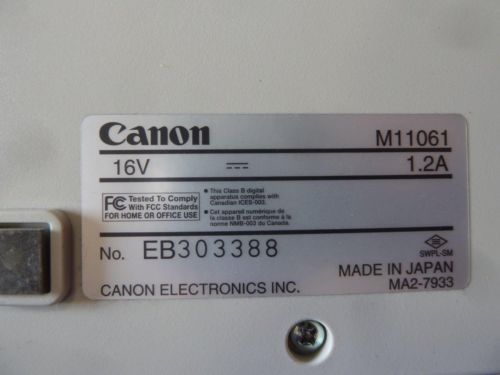 Canon M11061
16V 1.2A
FC Tested To Comply
With FCC Standards
FOR HOME OR OFFICE USE
• This Class B digital
apparatus complies with
Canadian ICES-003.
• Cet appareil numérique de
la classe B est conforme à la
norme NMB-003 du Canada.
No. EB303388
SWPL-SM
MADE IN JAPAN
CANON ELECTRONICS INC. MA2-7933